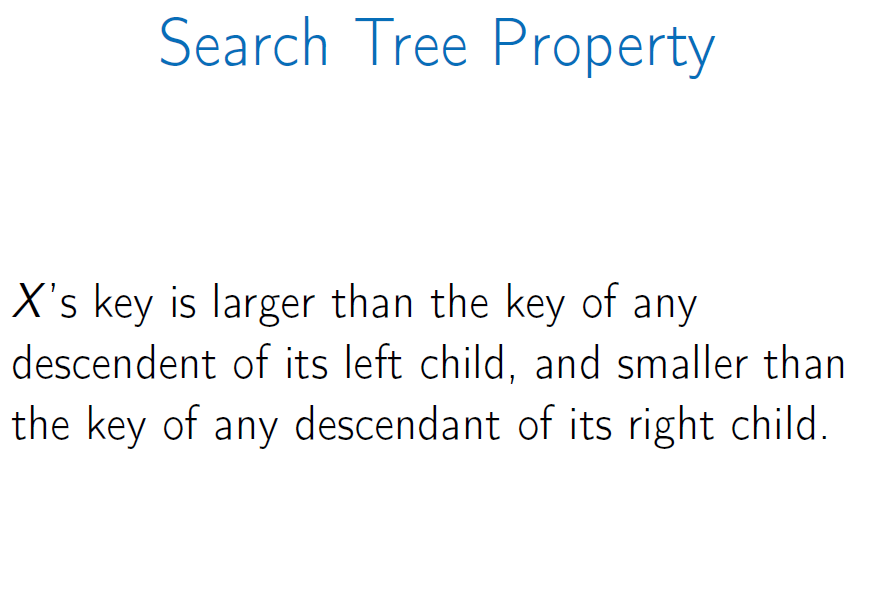 Search Tree Property
X's key is larger than the key of any
descendent of its left child, and smaller than
the key of any descendant of its right child.